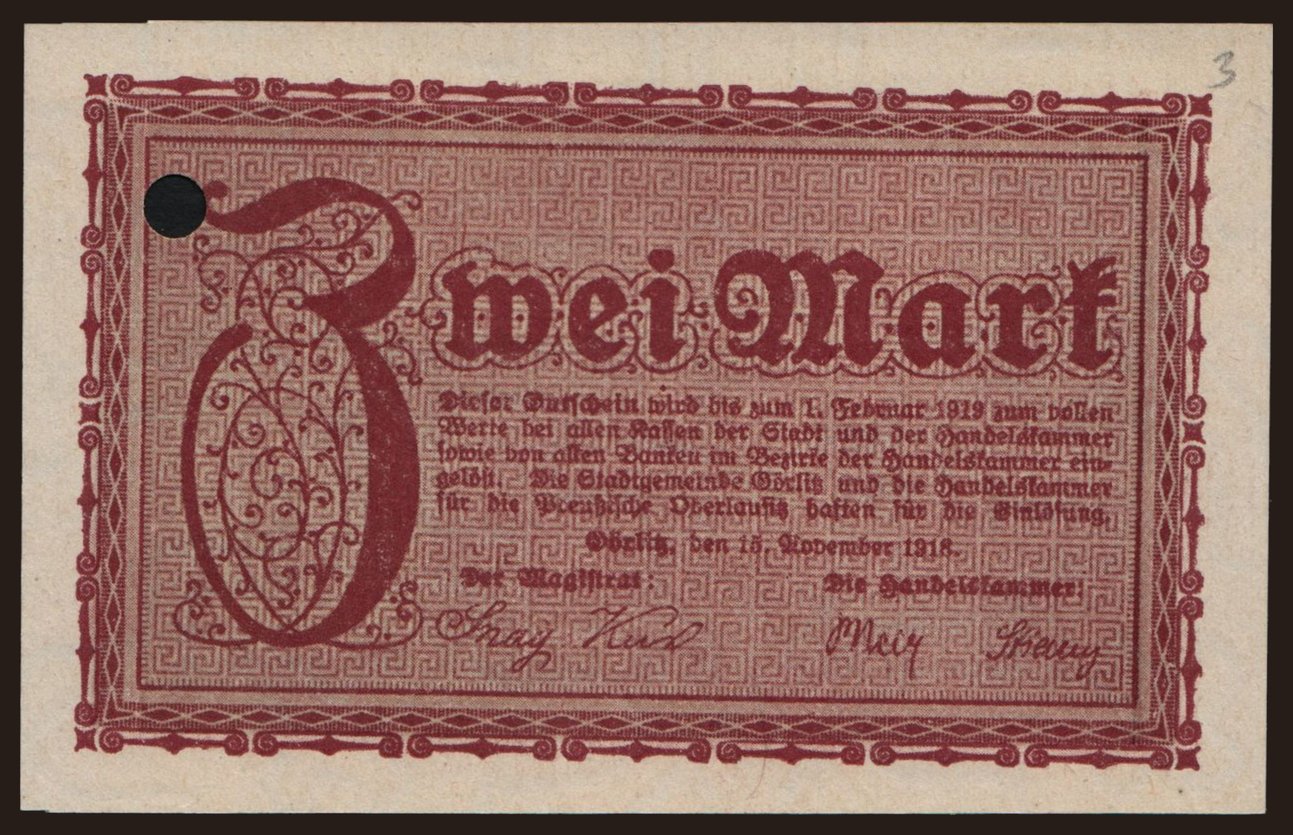 3
Zwei Mark
Dieser Gutschein wird bis zum 1. Februar 1919 zum vollen
Werte bei allen Kassen der Stadt und der Handelskammer
sowie von allen Banken im Bezirke der Handelskammer ein-
gelöst. Die Stadtgemeinde Görlitz und die Handelskammer
für die Preußische Oberlausitz haften für die Einlösung.
Görlitz, den 15. November 1918.
Der Magistrat: Die Handelskammer:
Snay